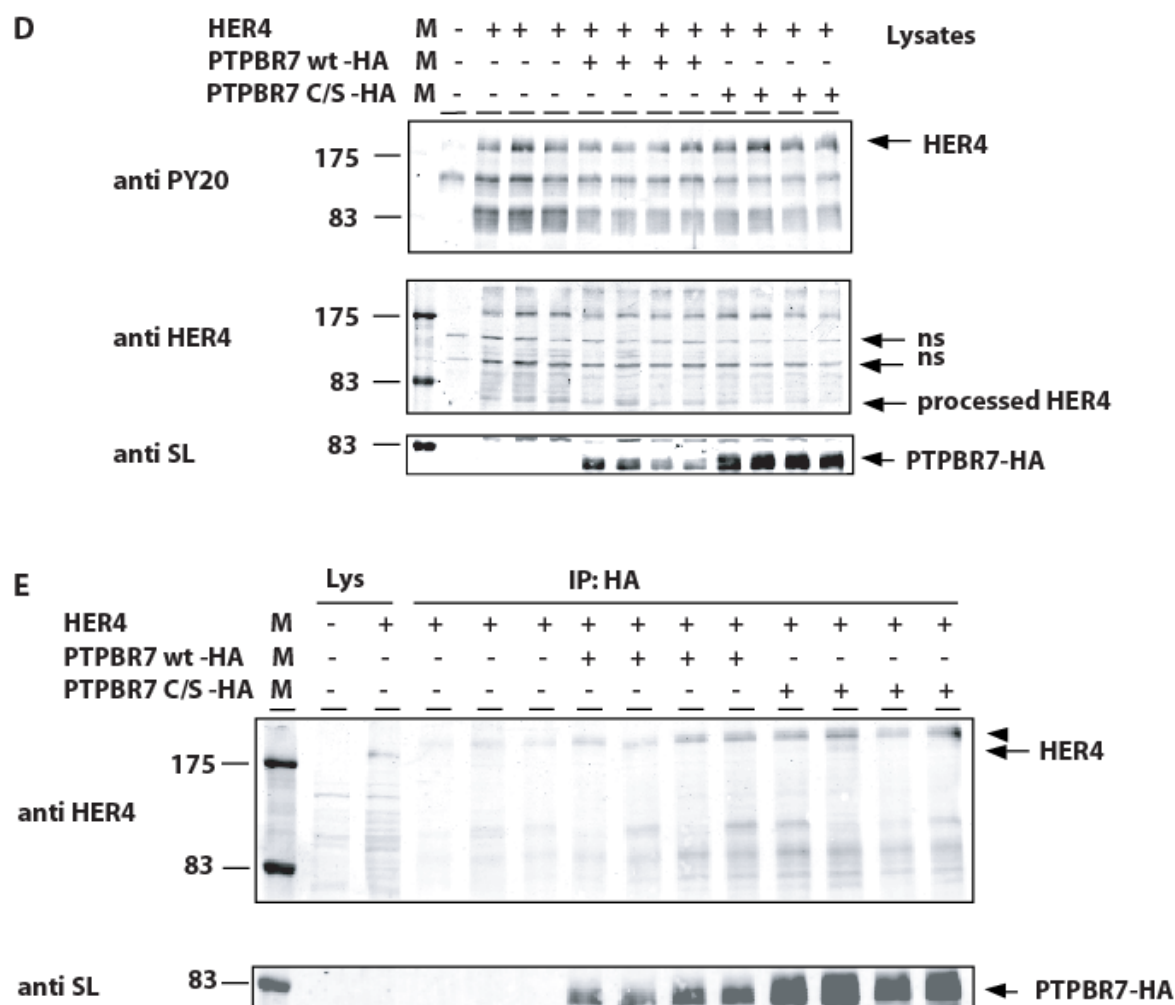 D
HER4 M - + + + + + + + + + + + Lysates
PTPBR7 wt -HA M - - - - + + + + - - - -
PTPBR7 C/S -HA M - - - - - - - - + + + +
175
HER4
anti PY20
83
175
anti HER4
ns
ns
83
processed HER4
83
anti SL
PTPBR7-HA
E
Lys IP: HA
HER4 M - + + + + + + + + + + + +
PTPBR7 wt -HA M - - - - - + + + + - - - -
PTPBR7 C/S -HA M - - - - - - - - - + + + +
HER4
175
anti HER4
83
83
anti SL
PTPBR7-HA